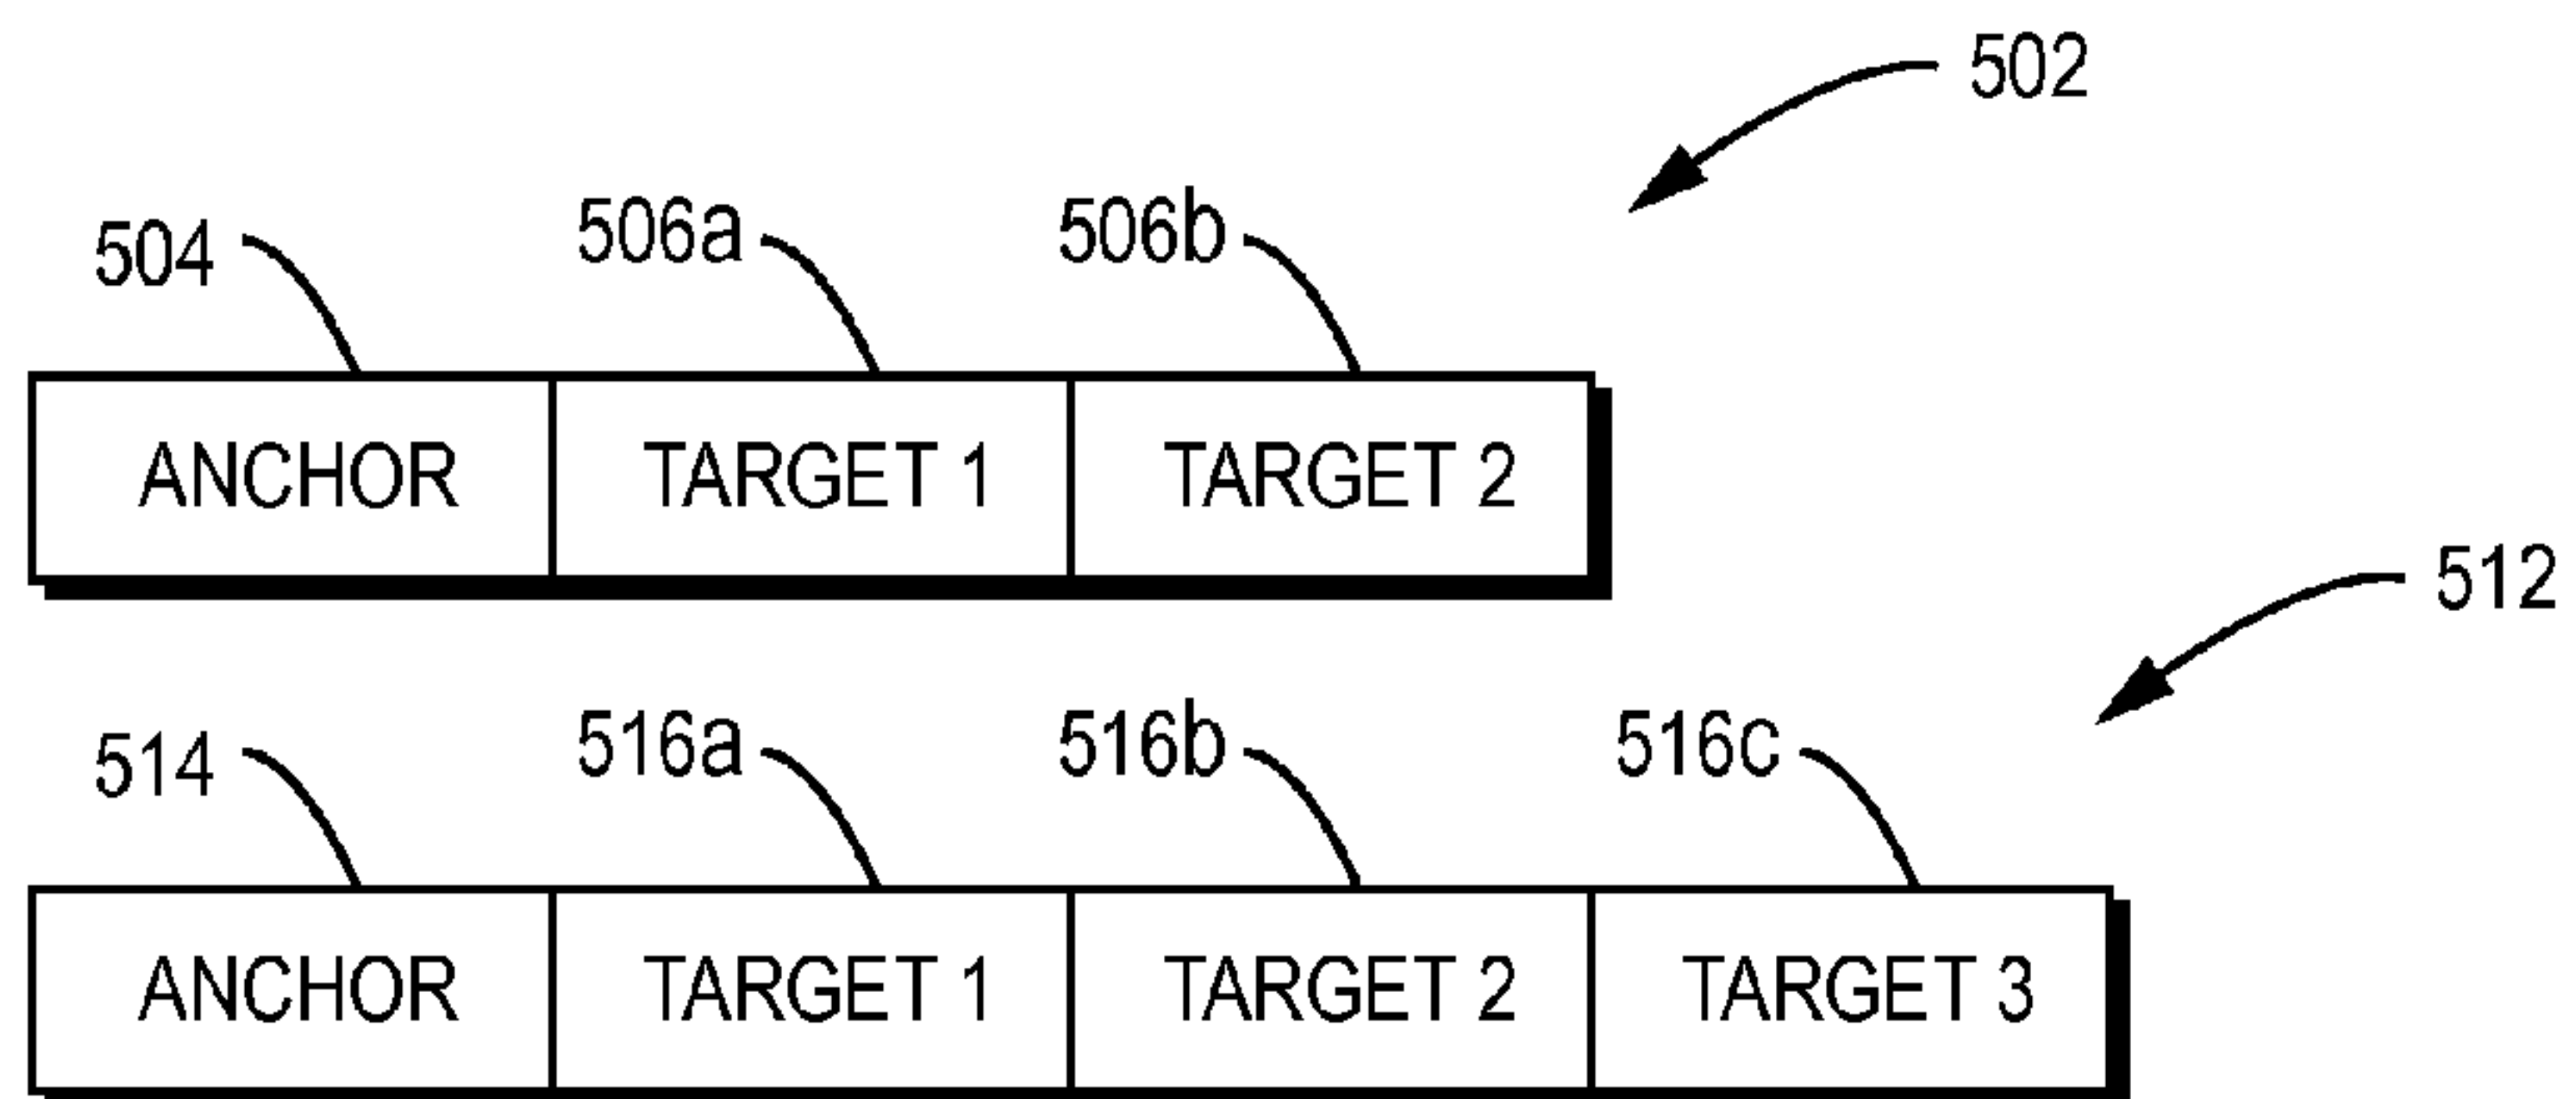 502
504 506a 506b
ANCHOR TARGET 1 TARGET 2
512
514 516a 516b 516c
ANCHOR TARGET 1 TARGET 2 TARGET 3